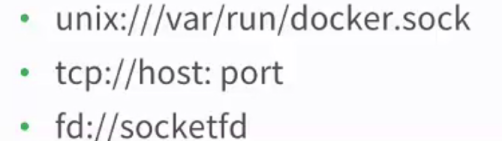 • unix:///var/run/docker.sock
• tcp://host: port
• fd://socketfd